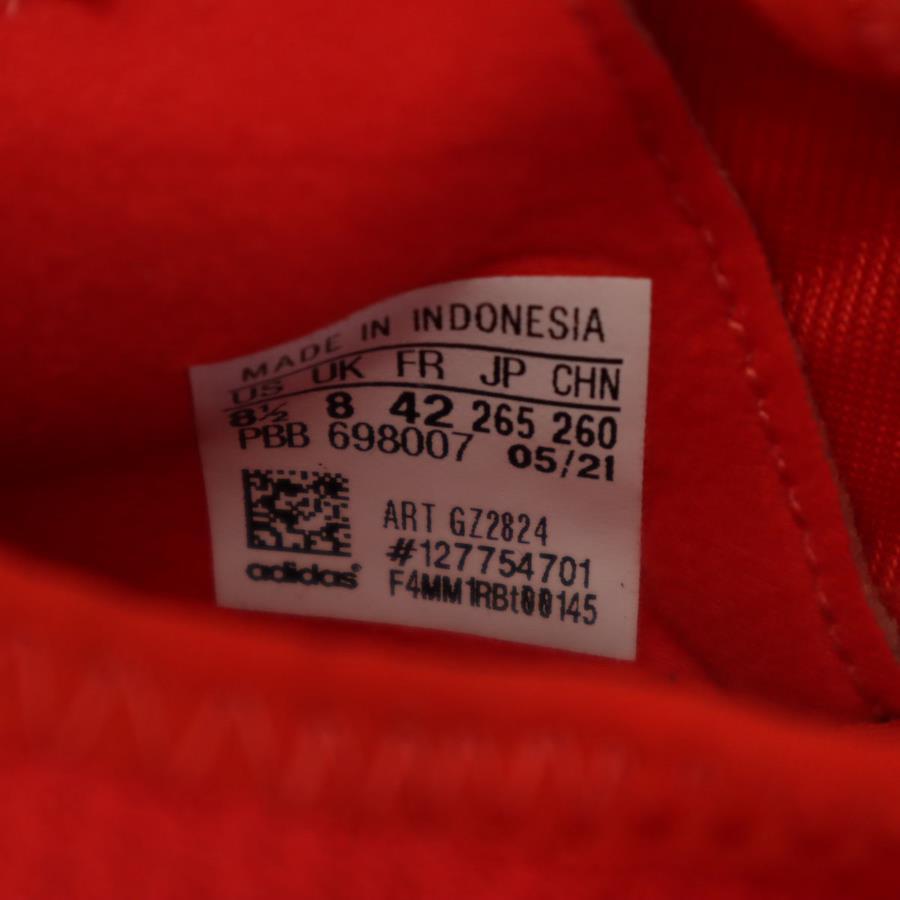 MADE IN INDONESIA
US UK FR JP CHN
8½ 8 42 265 260
PBB 698007 05/21
ART GZ2824
#127754701
adidas
F4MM1RBt00145